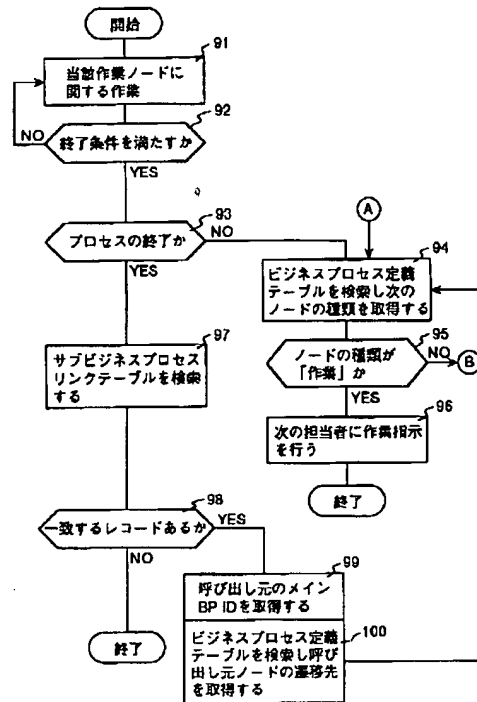 開始
91
当該作業ノードに
関する作業
92
終了条件を満たすか
NO
YES
93
プロセスの終了か
NO
YES
A
94
ビジネスプロセス定義
テーブルを検索し次の
ノードの種類を取得する
95
ノードの種類が
「作業」か
NO
B
YES
96
次の担当者に作業指示
を行う
終了
97
サブビジネスプロセス
リンクテーブルを検索
する
98
一致するレコードあるか
YES
NO
終了
99
呼び出し元のメイン
BP IDを取得する
100
ビジネスプロセス定義
テーブルを検索し呼び
出し元ノードの遷移先
を取得する